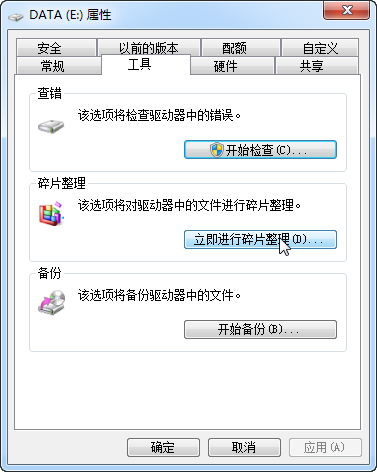 DATA (E:) 属性
安全 以前的版本 配额 自定义
常规 工具 硬件 共享
查错
该选项将检查驱动器中的错误。
开始检查(C)...
碎片整理
该选项将对驱动器中的文件进行碎片整理。
立即进行碎片整理(D)...
备份
该选项将备份驱动器中的文件。
开始备份(B)...
确定 取消 应用(A)